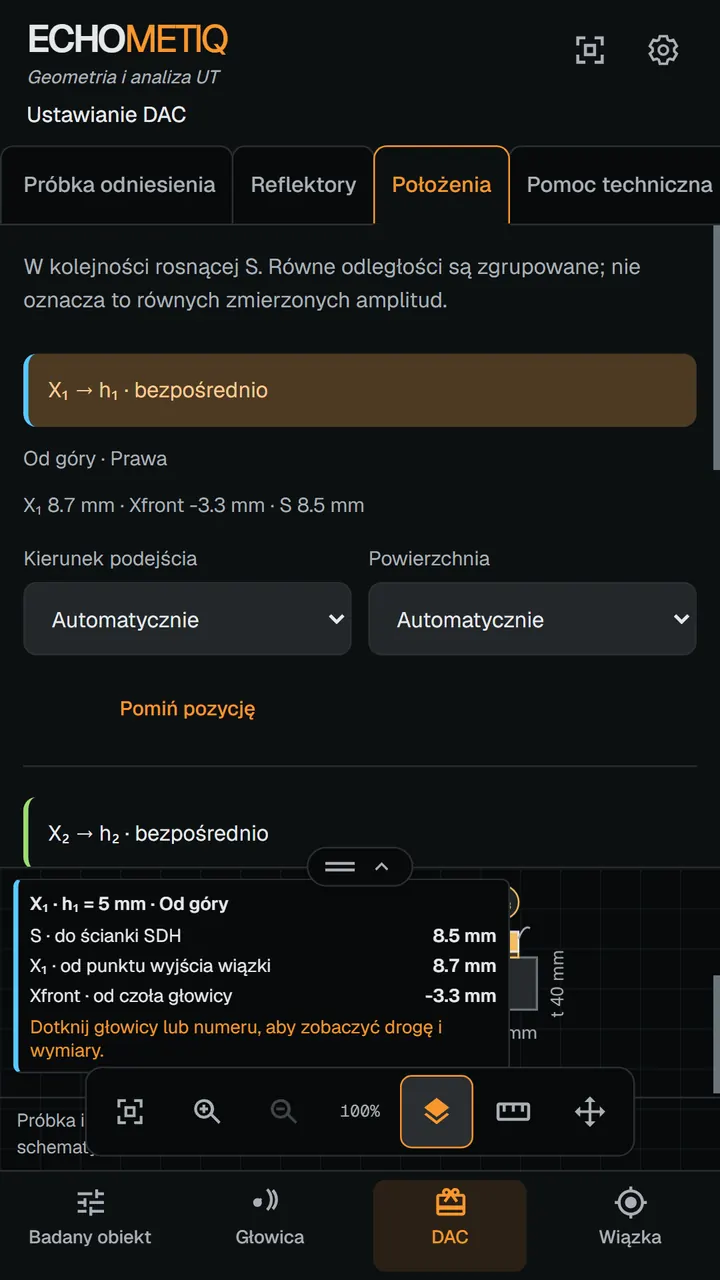 ECHOMETIQ
Geometria i analiza UT
Ustawianie DAC
Próbka odniesienia
Reflektory
Położenia
Pomoc techniczna
W kolejności rosnącej S. Równe odległości są zgrupowane; nie
oznacza to równych zmierzonych amplitud.
X₁ → h₁ · bezpośrednio
Od góry · Prawa
X₁ 8.7 mm · Xfront -3.3 mm · S 8.5 mm
Kierunek podejścia
Powierzchnia
Automatycznie
Automatycznie
Pomiń pozycję
X₂ → h₂ · bezpośrednio
X₁ · h₁ = 5 mm · Od góry
S · do ścianki SDH 8.5 mm
X₁ · od punktu wyjścia wiązki 8.7 mm
Xfront · od czoła głowicy -3.3 mm
Dotknij głowicy lub numeru, aby zobaczyć drogę i
wymiary.
t 40 mm
mm
100%
Próbka i
schemat
Badany obiekt
Głowica
DAC
Wiązka